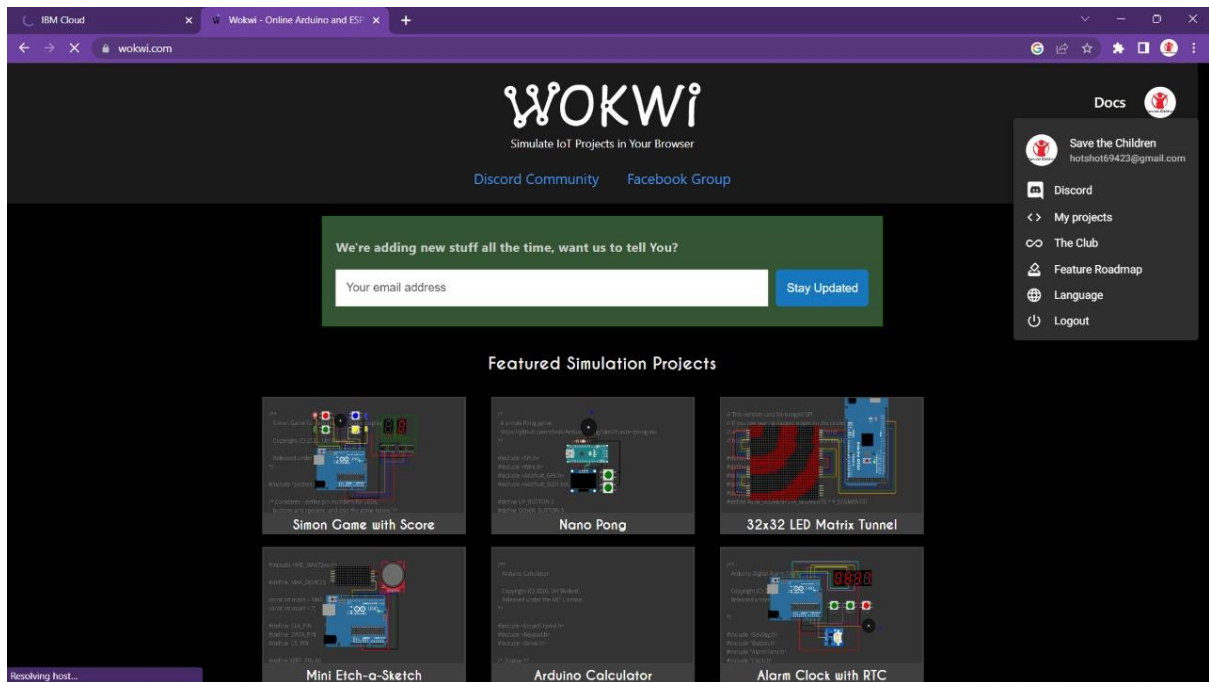 IBM Cloud
Wokwi - Online Arduino and ESP
wokwi.com
WOKWi
Simulate IoT Projects in Your Browser
Discord Community Facebook Group
Docs
Save the Children
hotshot69423@gmail.com
Discord
My projects
The Club
Feature Roadmap
Language
Logout
We're adding new stuff all the time, want us to tell You?
Your email address
Stay Updated
Featured Simulation Projects
Simon Game with Score
Nano Pong
32x32 LED Matrix Tunnel
Mini Etch-a-Sketch
Arduino Calculator
Alarm Clock with RTC
Resolving host...